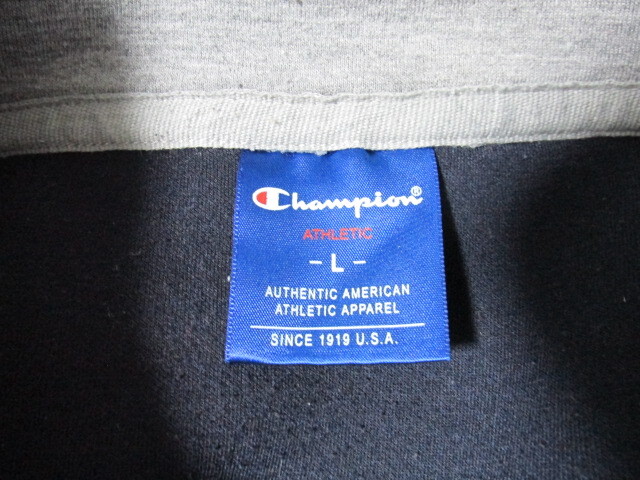 Champion®
ATHLETIC
- L -
AUTHENTIC AMERICAN
ATHLETIC APPAREL
SINCE 1919 U.S.A.